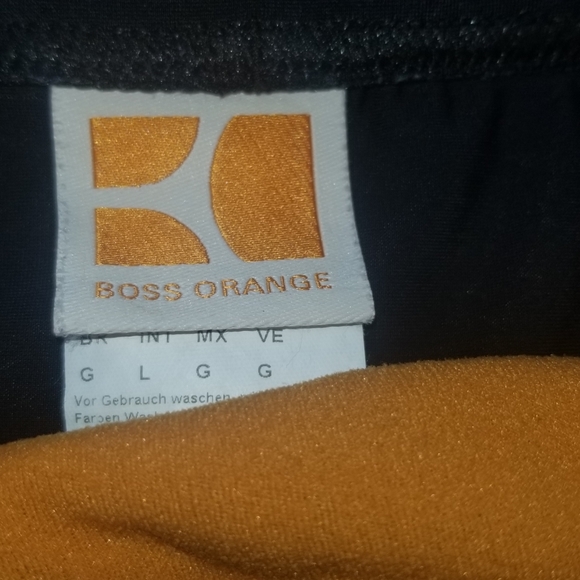 BOSS ORANGE
BR INT MX VE
G L G G
Vor Gebrauch waschen
Farben